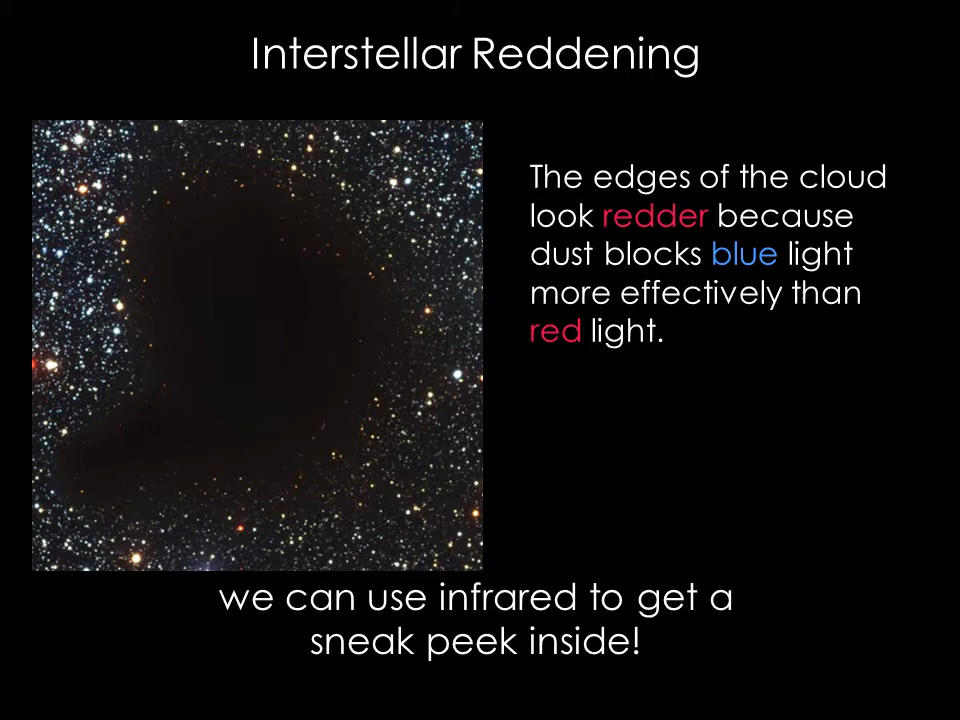 Interstellar Reddening
The edges of the cloud
look redder because
dust blocks blue light
more effectively than
red light.
we can use infrared to get a
sneak peek inside!